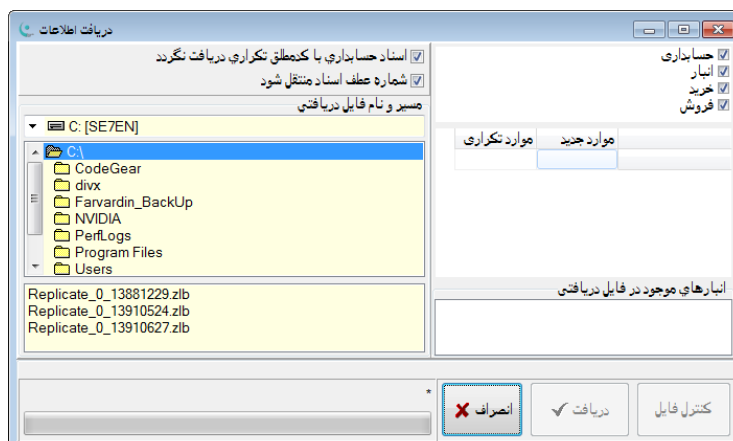 دریافت اطلاعات
حسابداری
انبار
خرید
فروش
اسناد حسابداری با کدمطلق تکراری دریافت نگردد
شماره عطف اسناد منتقل شود
مسیر و نام فایل دریافتی
C: [SE7EN]
C:\
CodeGear
divx
Farvardin_BackUp
NVIDIA
PerfLogs
Program Files
Users
Replicate_0_13881229.zlb
Replicate_0_13910524.zlb
Replicate_0_13910627.zlb
موارد جدید موارد تکراری
انبارهای موجود در فایل دریافتی
*
کنترل فایل
دریافت
انصراف